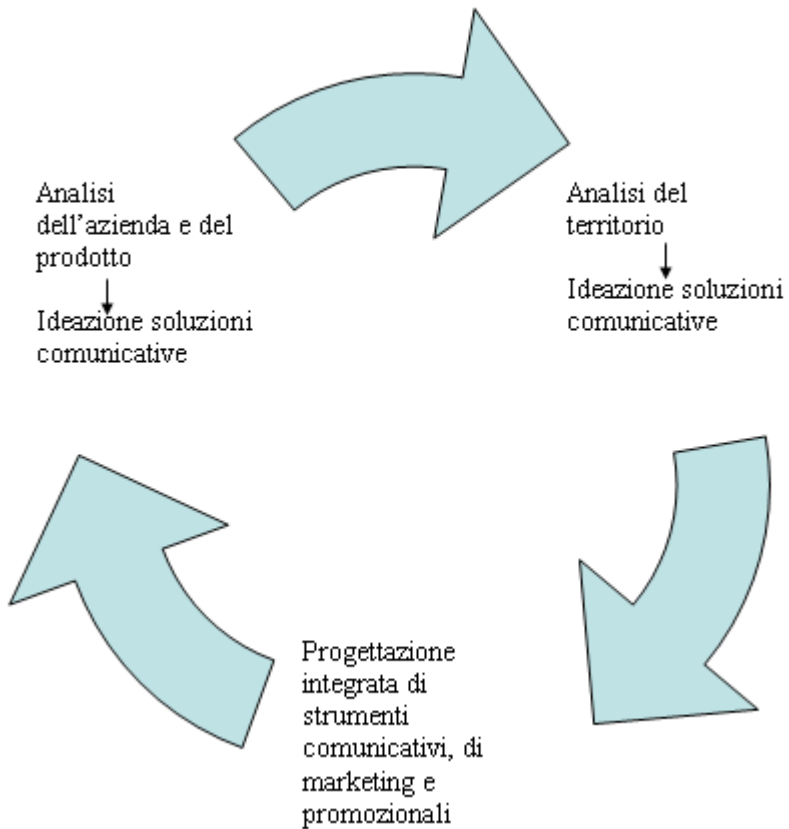 Analisi
dell'azienda e del
prodotto
Ideazione soluzioni
comunicative
Analisi del
territorio
Ideazione soluzioni
comunicative
Progettazione
integrata di
strumenti
comunicativi, di
marketing e
promozionali